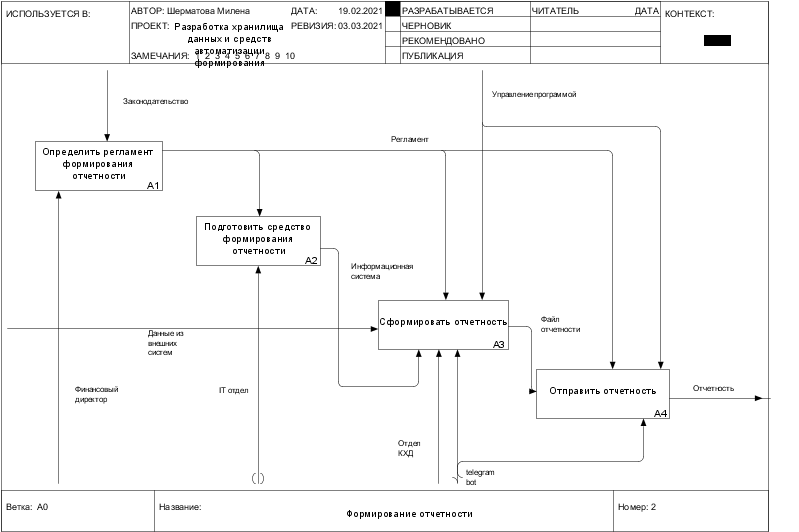 ИСПОЛЬЗУЕТСЯ В:
АВТОР: Шерматова Милена
ДАТА: 19.02.2021
РАЗРАБАТЫВАЕТСЯ
ЧИТАТЕЛЬ
ДАТА
КОНТЕКСТ:
ПРОЕКТ: Разработка хранилища
данных и средств
автоматизации
формирования
РЕВИЗИЯ: 03.03.2021
ЧЕРНОВИК
РЕКОМЕНДОВАНО
ЗАМЕЧАНИЯ: 1 2 3 4 5 6 7 8 9 10
ПУБЛИКАЦИЯ
Законодательство
Управление программой
Регламент
Определить регламент
формирования
отчетности
A1
Подготовить средство
формирования
отчетности
A2
Информационная
система
Сформировать отчетность
A3
Файл
отчетности
Данные из
внешних
систем
Отправить отчетность
A4
Отчетность
Финансовый
директор
IT отдел
Отдел
КХД
telegram
bot
Ветка: A0
Название:
Формирование отчетности
Номер: 2